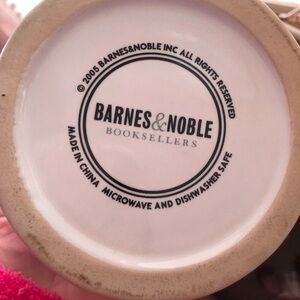 © 2005 BARNES&NOBLE INC ALL RIGHTS RESERVED
BARNES&NOBLE
BOOKSELLERS
MADE IN CHINA MICROWAVE AND DISHWASHER SAFE